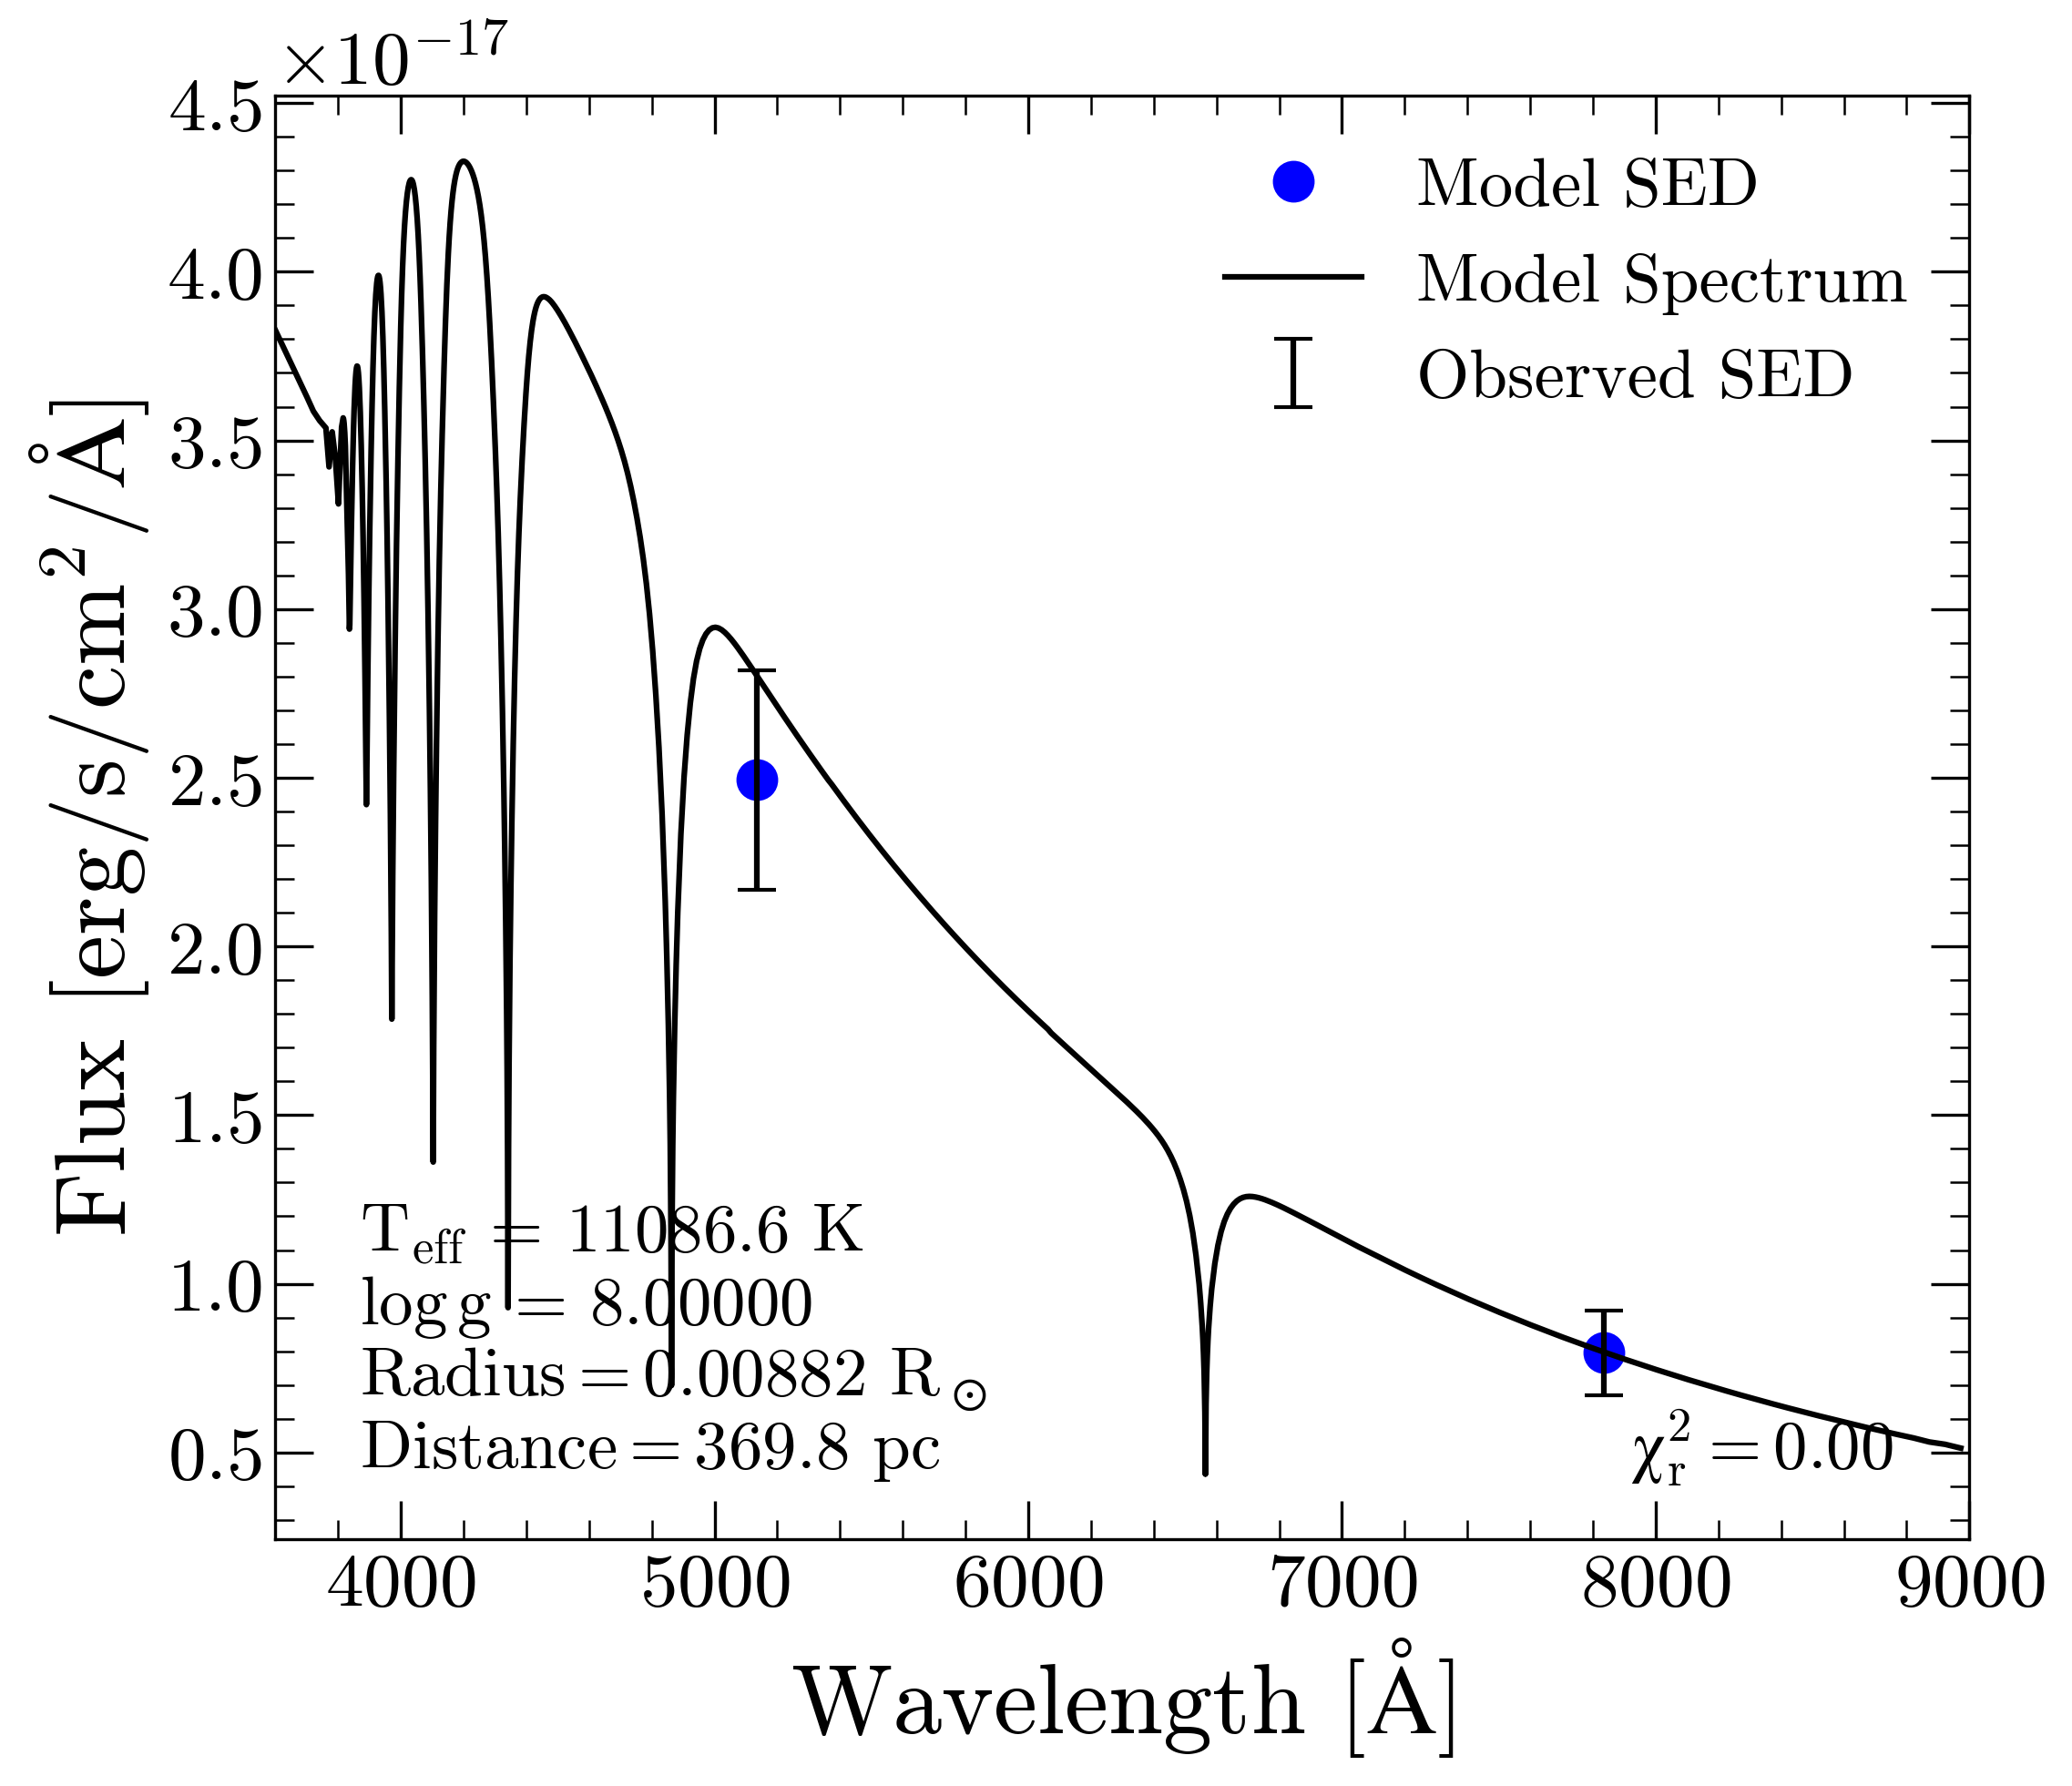 ×10⁻¹⁷
4.5
4.0
3.5
3.0
2.5
2.0
1.5
1.0
0.5
Flux [erg/s/cm²/Å]
Model SED
Model Spectrum
Observed SED
T_eff = 11086.6 K
log g = 8.00000
Radius = 0.00882 R_⊙
Distance = 369.8 pc
χ²_r = 0.00
4000 5000 6000 7000 8000 9000
Wavelength [Å]